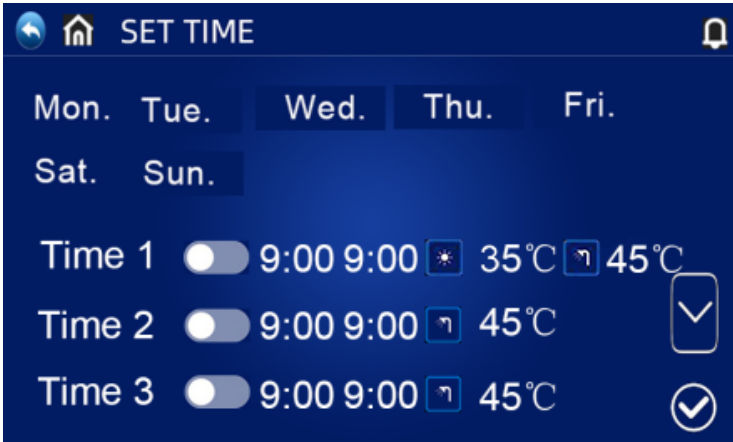 SET TIME
Mon. Tue. Wed. Thu. Fri.
Sat. Sun.
Time 1 9:00 9:00 35℃ 45℃
Time 2 9:00 9:00 45℃
Time 3 9:00 9:00 45℃